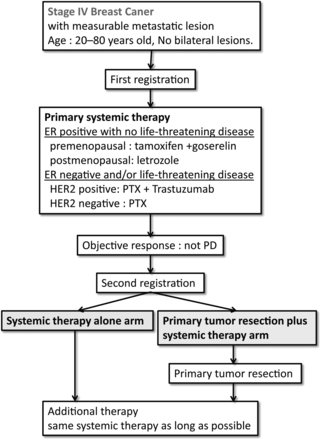 Stage IV Breast Caner
with measurable metastatic lesion
Age : 20–80 years old, No bilateral lesions.
First registration
Primary systemic therapy
ER positive with no life-threatening disease
premenopausal : tamoxifen +goserelin
postmenopausal: letrozole
ER negative and/or life-threatening disease
HER2 positive: PTX + Trastuzumab
HER2 negative : PTX
Objective response : not PD
Second registration
Systemic therapy alone arm
Primary tumor resection plus
systemic therapy arm
Primary tumor resection
Additional therapy
same systemic therapy as long as possible